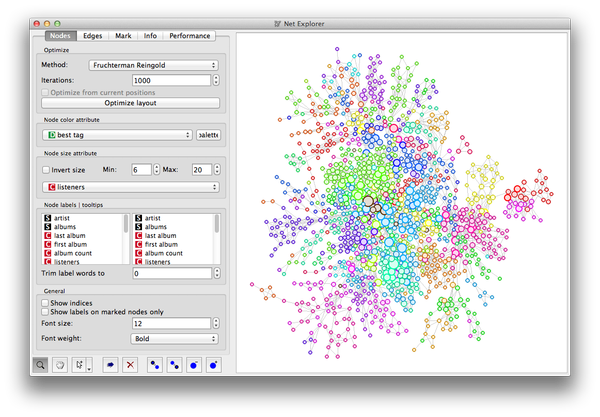 Net Explorer
Nodes Edges Mark Info Performance
Optimize
Method: Fruchterman Reingold
Iterations: 1000
Optimize from current positions
Optimize layout
Node color attribute
D best tag palette
Node size attribute
Invert size Min: 6 Max: 20
C listeners
Node labels | tooltips
S artist S artist
S albums S albums
C last album C last album
C first album C first album
C album count C album count
C listeners C listeners
Trim label words to 0
General
Show indices
Show labels on marked nodes only
Font size: 12
Font weight: Bold